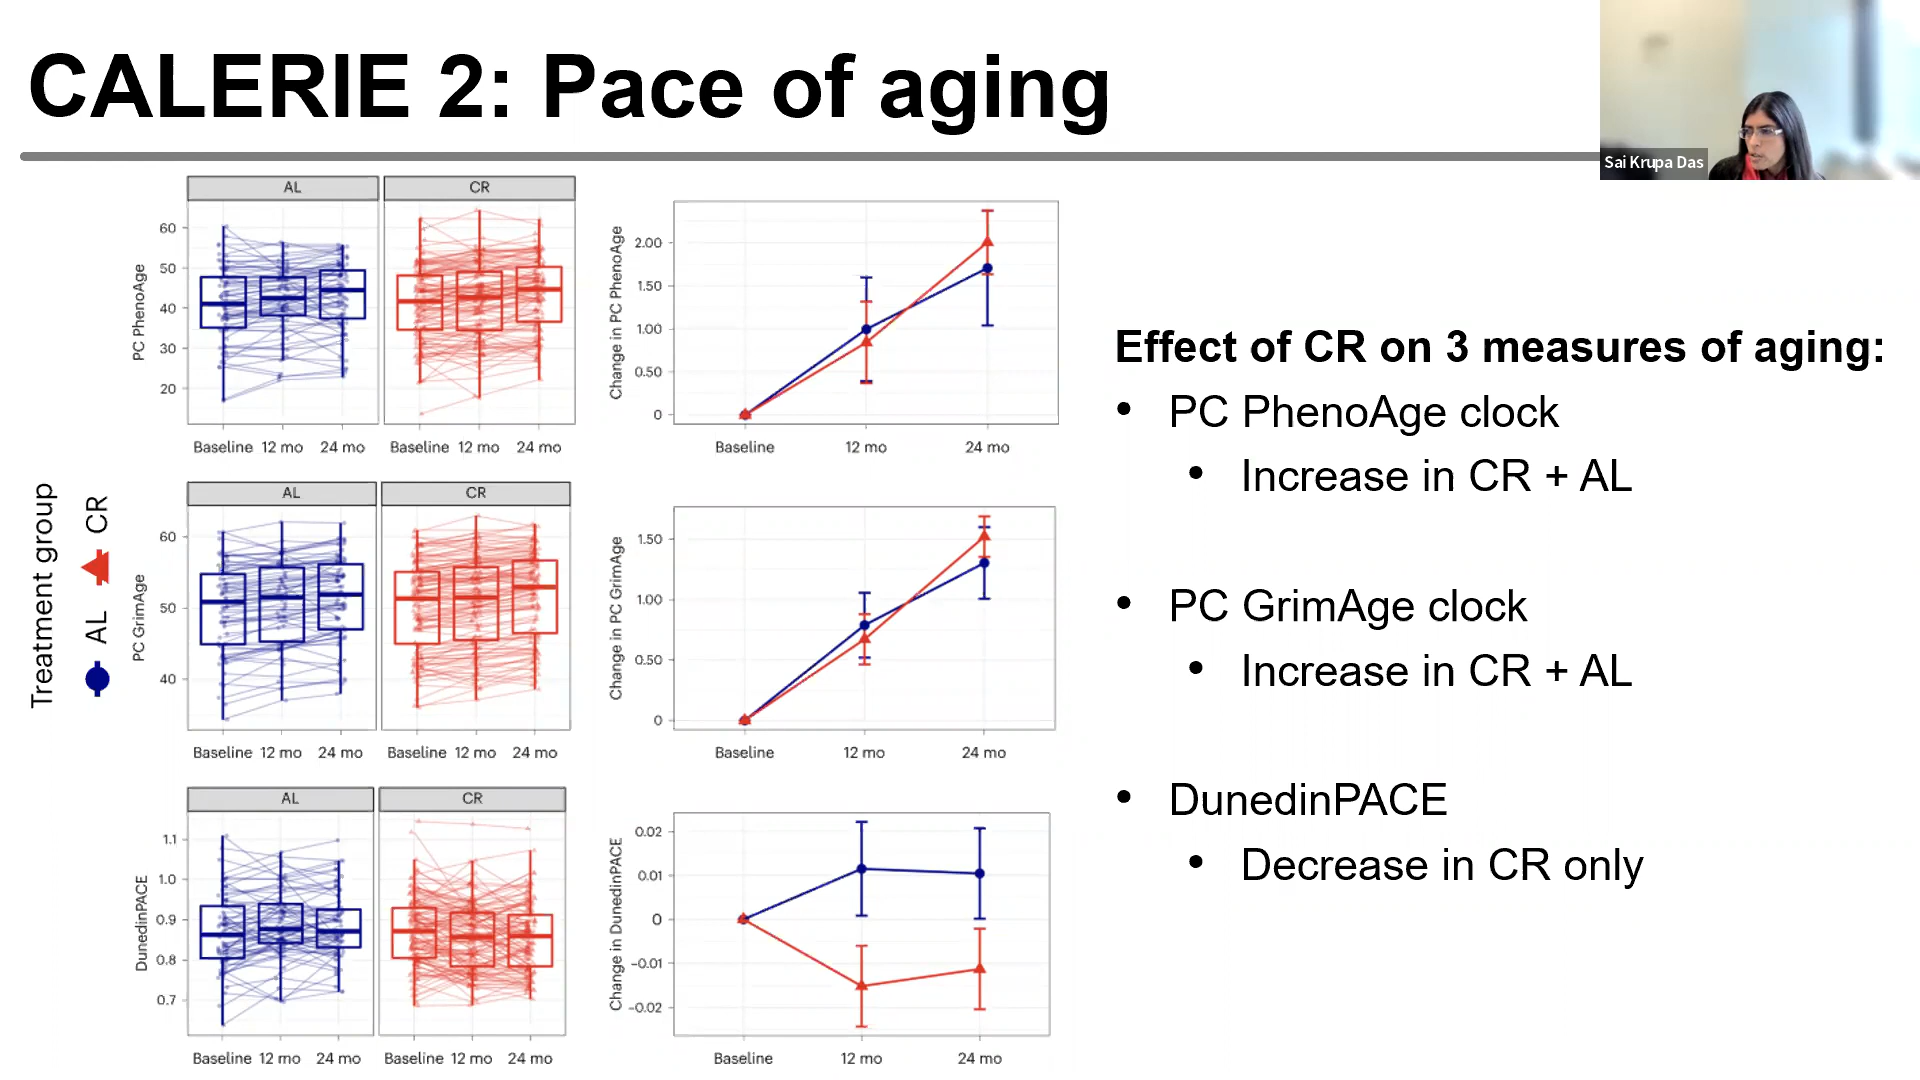 CALERIE 2: Pace of aging
Sai Krupa Das
Treatment group
AL CR
AL CR
PC PhenoAge
60
50
40
30
20
Baseline 12 mo 24 mo Baseline 12 mo 24 mo
Change in PC PhenoAge
2.00
1.50
1.00
0.50
0
Baseline 12 mo 24 mo
AL CR
PC GrimAge
60
50
40
Baseline 12 mo 24 mo Baseline 12 mo 24 mo
Change in PC GrimAge
1.50
1.00
0.50
0
Baseline 12 mo 24 mo
AL CR
DunedinPACE
1.1
1.0
0.9
0.8
0.7
Baseline 12 mo 24 mo Baseline 12 mo 24 mo
Change in DunedinPACE
0.02
0.01
0
-0.01
-0.02
Baseline 12 mo 24 mo
Effect of CR on 3 measures of aging:
• PC PhenoAge clock
• Increase in CR + AL
• PC GrimAge clock
• Increase in CR + AL
• DunedinPACE
• Decrease in CR only